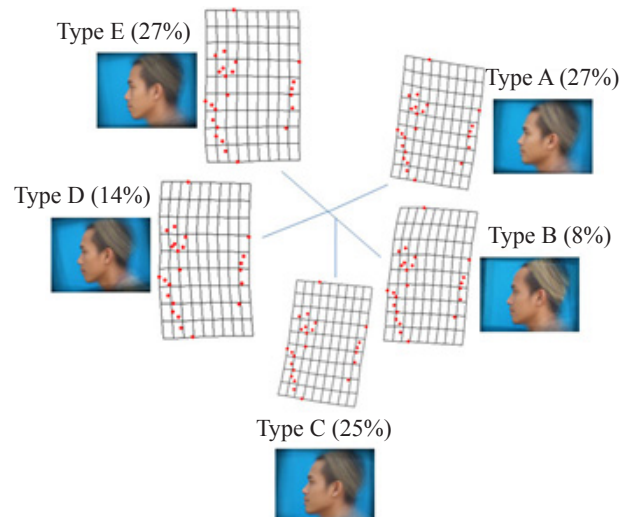 Type E (27%)
Type A (27%)
Type D (14%)
Type B (8%)
Type C (25%)